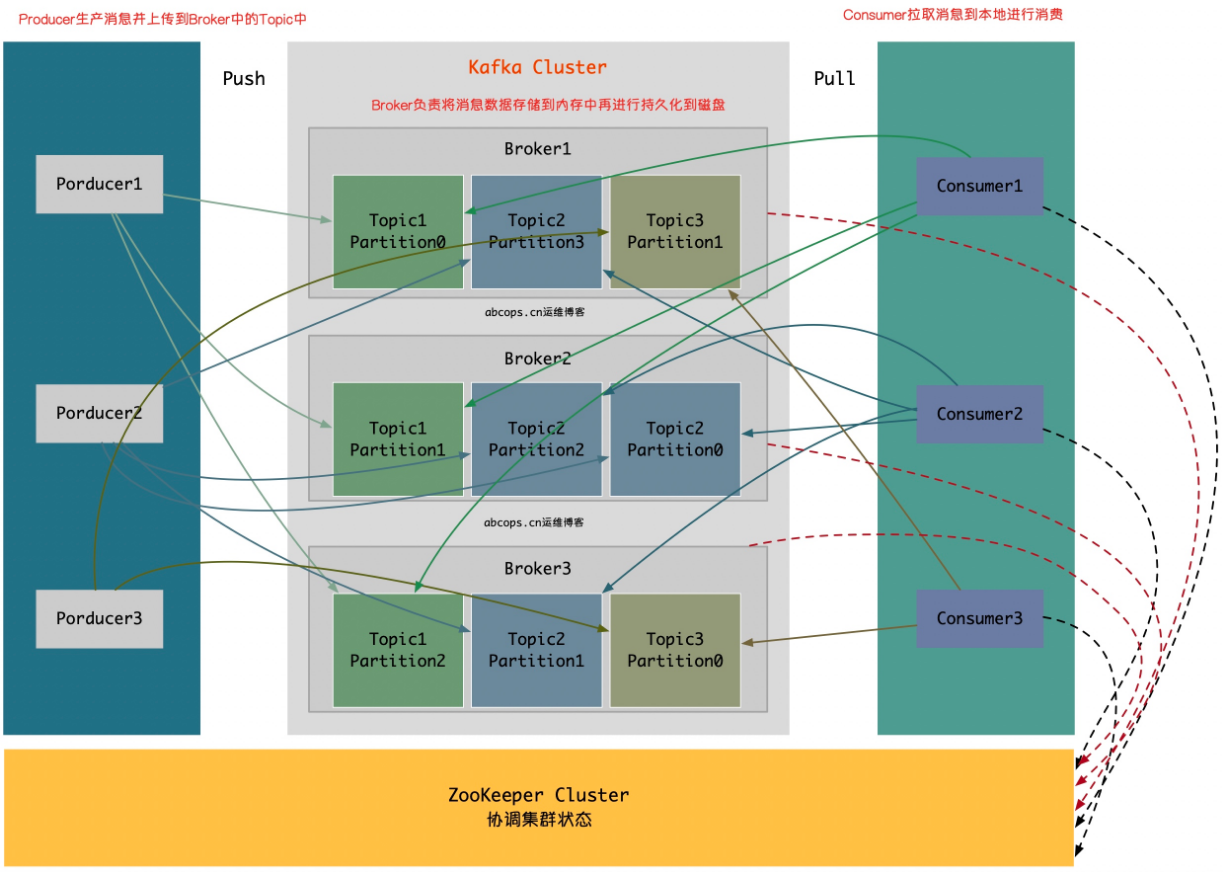 Producer生产消息并上传到Broker中的Topic中
Consumer拉取消息到本地进行消费
Push
Kafka Cluster
Pull
Broker负责将消息数据存储到内存中再进行持久化到磁盘
Broker1
Porducer1
Consumer1
Topic1
Partition0
Topic2
Partition3
Topic3
Partition1
abcops.cn运维博客
Broker2
Porducer2
Consumer2
Topic1
Partition1
Topic2
Partition2
Topic2
Partition0
abcops.cn运维博客
Broker3
Porducer3
Consumer3
Topic1
Partition2
Topic2
Partition1
Topic3
Partition0
ZooKeeper Cluster
协调集群状态